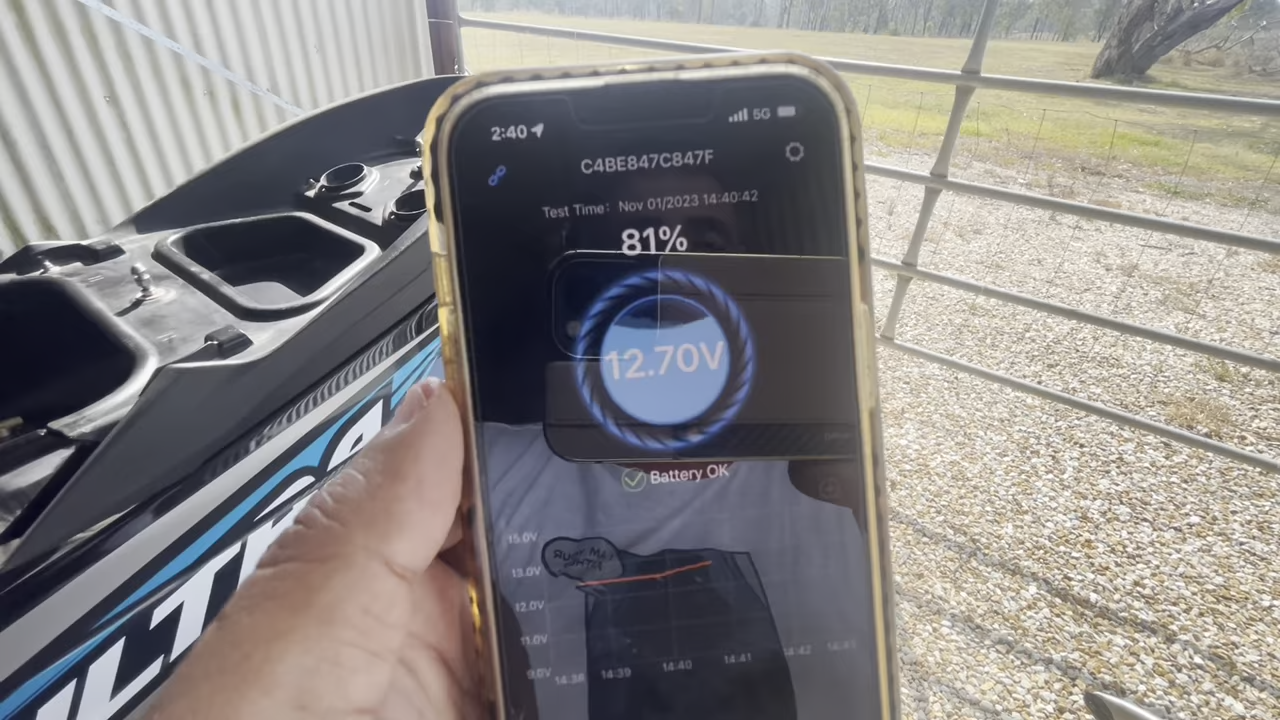 2:40
5G
C4BE847C847F
Test Time: Nov 01/2023 14:40:42
81%
12.70V
Battery OK
15.0V
13.0V
12.0V
11.0V
9.0V
14:38 14:39 14:40 14:41 14:42